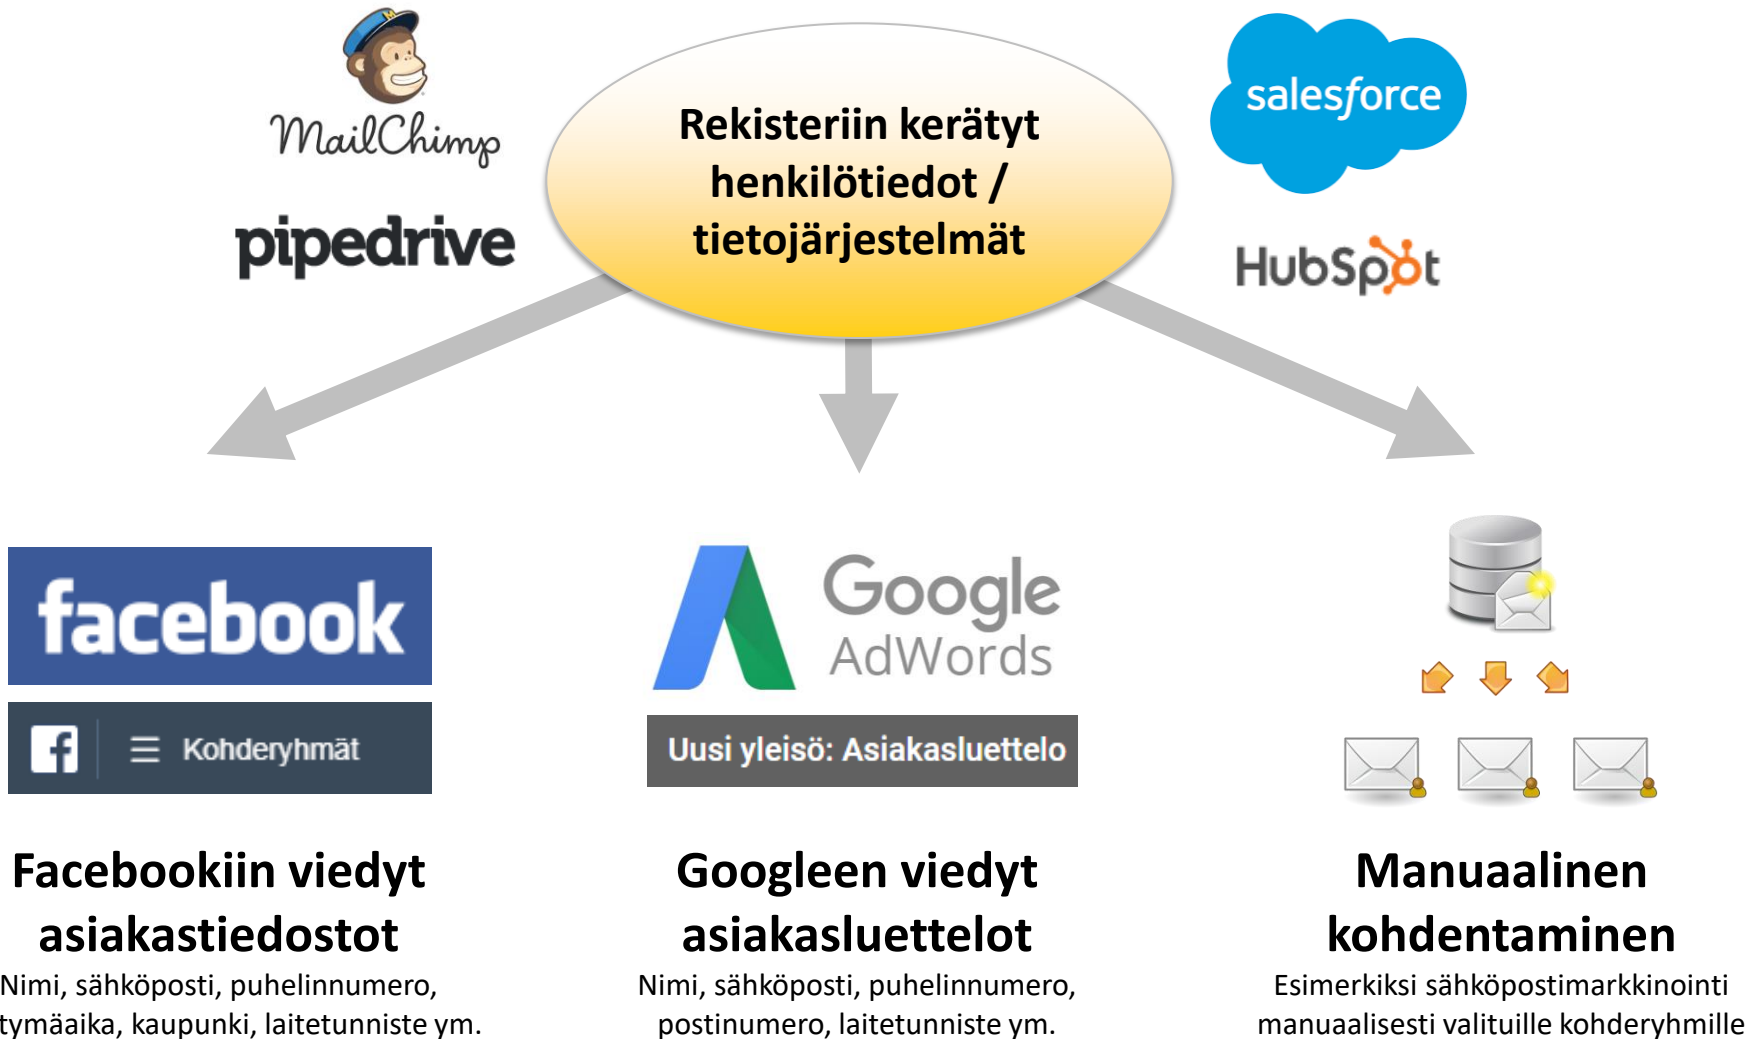 MailChimp
pipedrive
Rekisteriin kerätyt
henkilötiedot /
tietojärjestelmät
salesforce
HubSpot
facebook
Kohderyhmät
Facebookiin viedyt
asiakastiedostot
Nimi, sähköposti, puhelinnumero,
tymäaika, kaupunki, laitetunniste ym.
Google
AdWords
Uusi yleisö: Asiakasluettelo
Googleen viedyt
asiakasluettelot
Nimi, sähköposti, puhelinnumero,
postinumero, laitetunniste ym.
Manuaalinen
kohdentaminen
Esimerkiksi sähköpostimarkkinointi
manuaalisesti valituille kohderyhmille